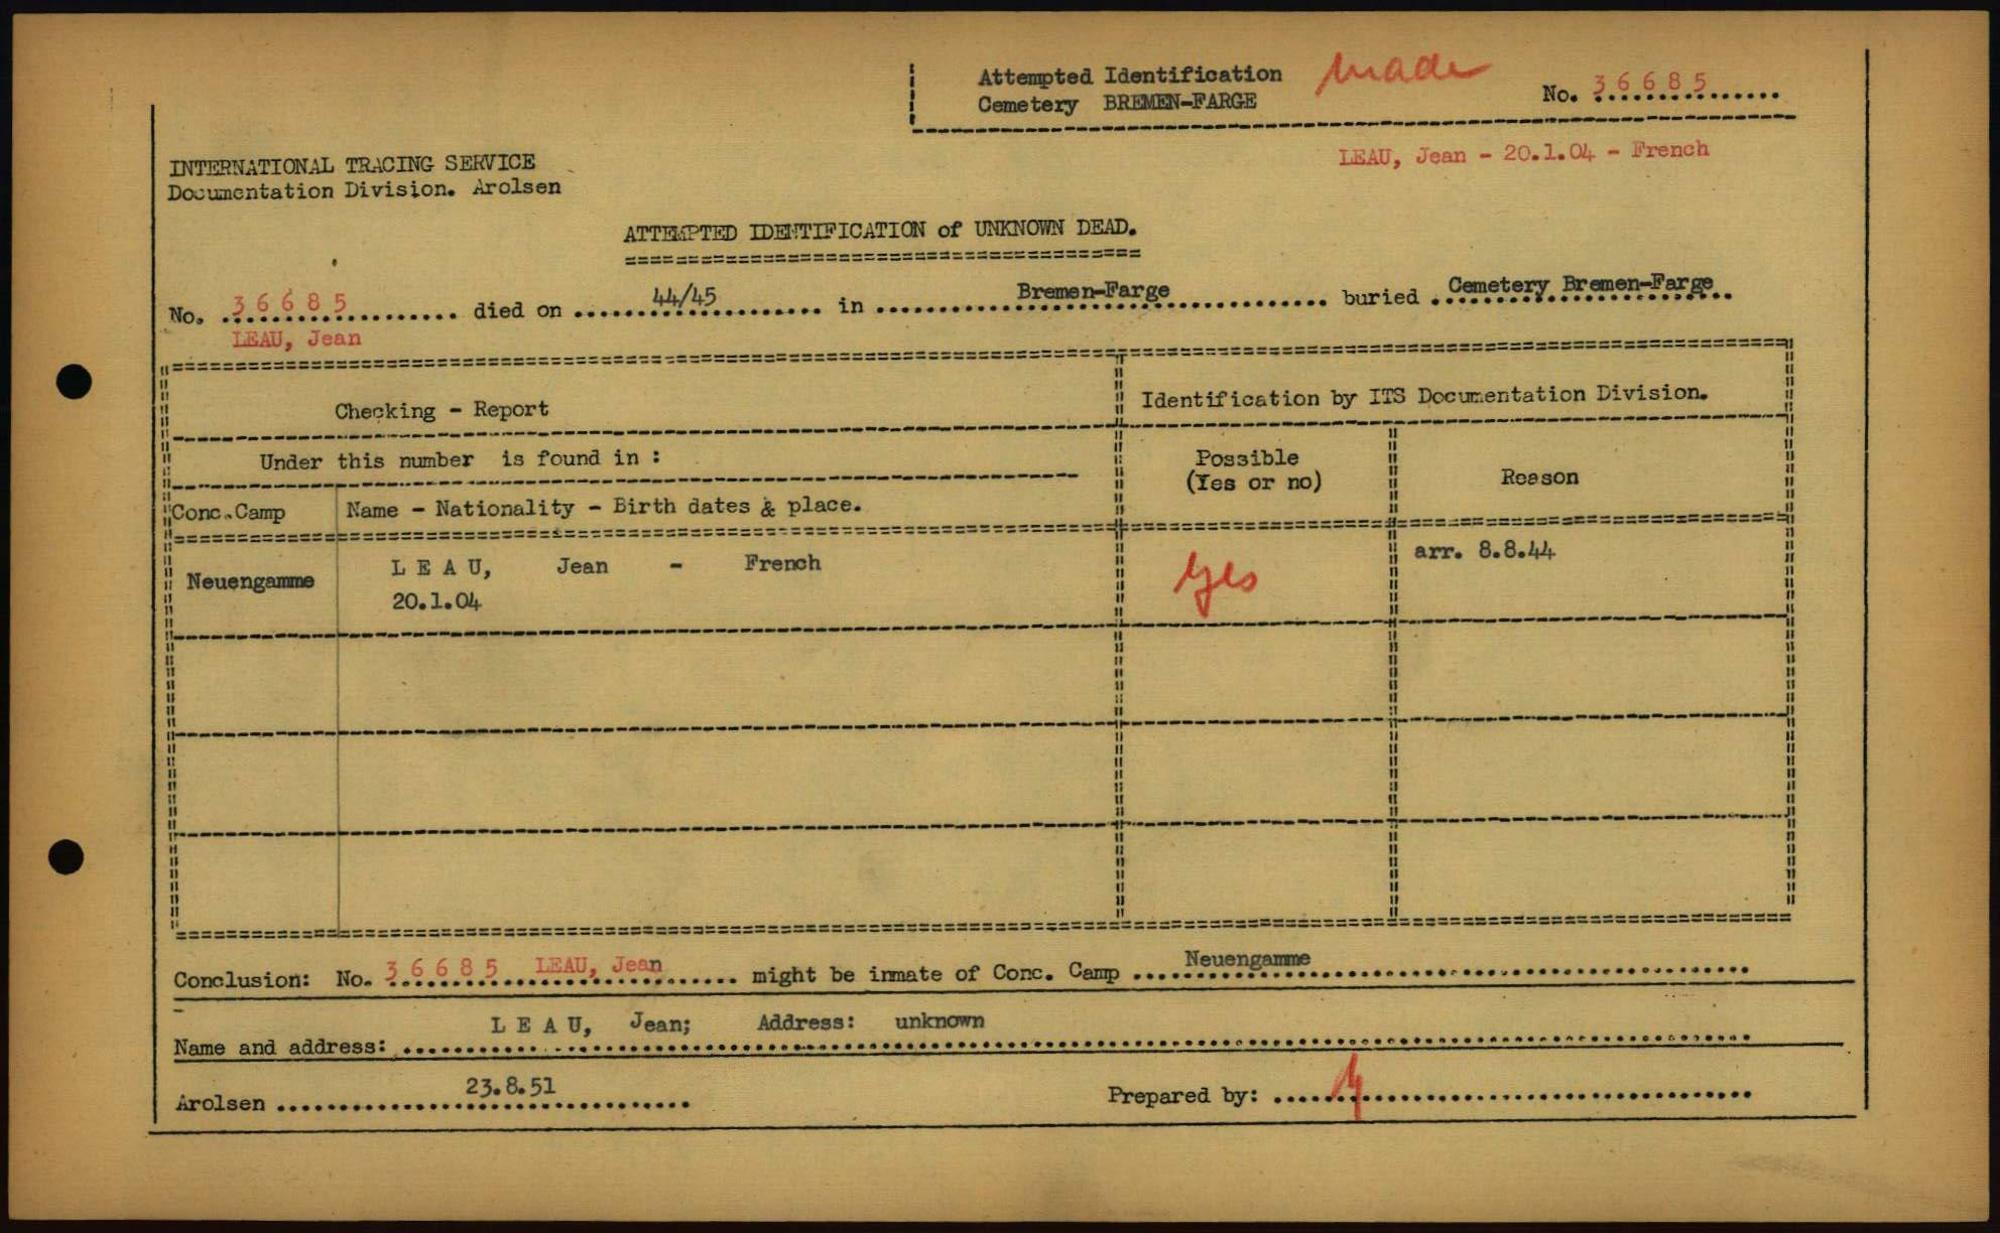 Attempted Identification made No. 36685
Cemetery BREMEN-FARGE
LEAU, Jean - 20.1.04 - French
INTERNATIONAL TRACING SERVICE
Documentation Division. Arolsen
ATTEMPTED IDENTIFICATION of UNKNOWN DEAD.
No. 36685 died on 44/45 in Bremen-Farge buried Cemetery Bremen-Farge
LEAU, Jean
Checking - Report
Identification by ITS Documentation Division.
Under this number is found in :
Possible
(Yes or no)
Reason
Conc.Camp Name - Nationality - Birth dates & place.
Neuengamme L E A U, Jean - French
20.1.04
yes
arr. 8.8.44
Conclusion: No. 36685 LEAU, Jean might be inmate of Conc. Camp Neuengamme
Name and address: L E A U, Jean; Address: unknown
Arolsen 23.8.51 Prepared by: